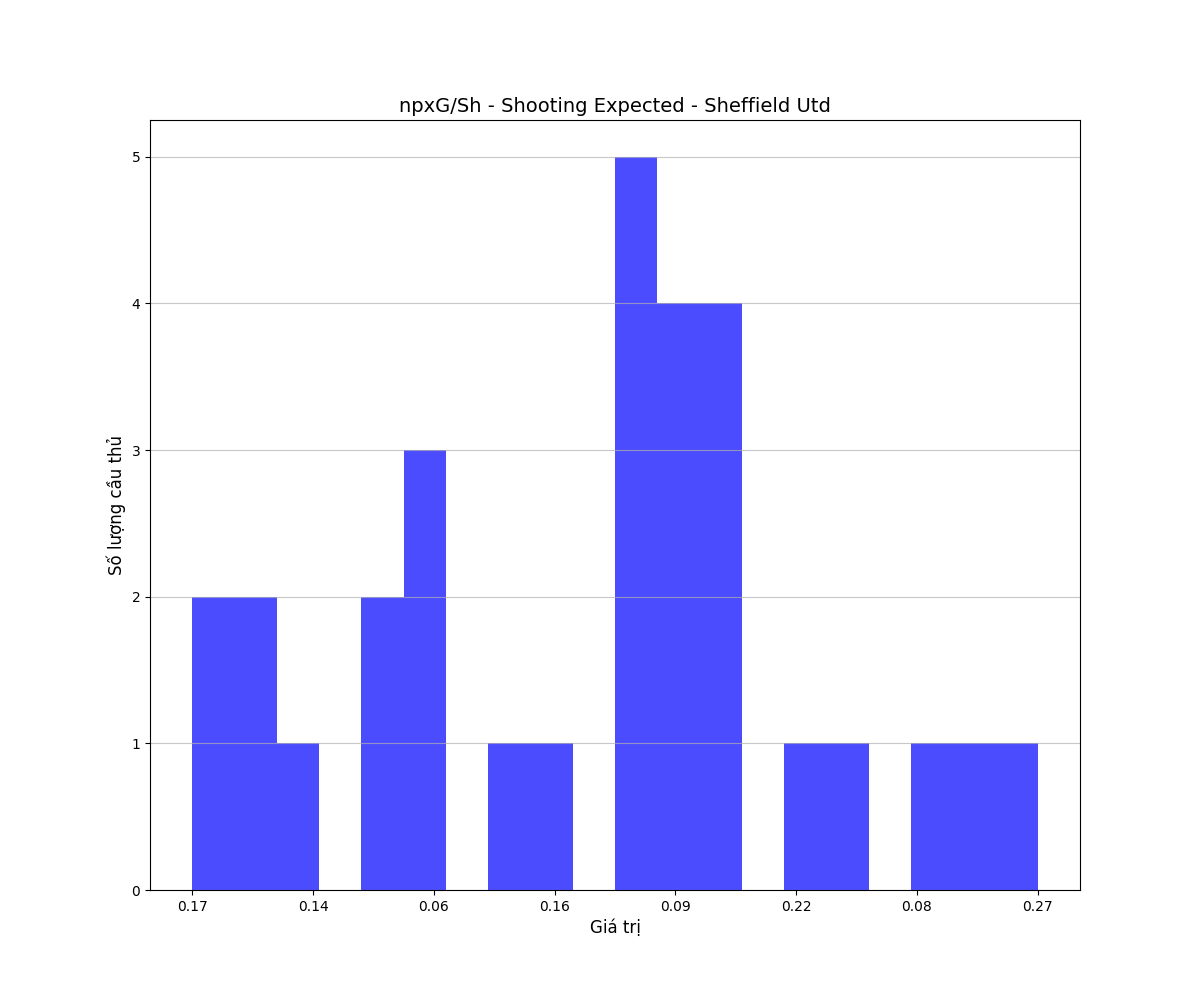 npxG/Sh - Shooting Expected - Sheffield Utd
5
4
3
2
1
0
Số lượng cầu thủ
0.17 0.14 0.06 0.16 0.09 0.22 0.08 0.27
Giá trị